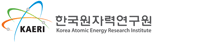 KAERI
한국원자력연구원
Korea Atomic Energy Research Institute